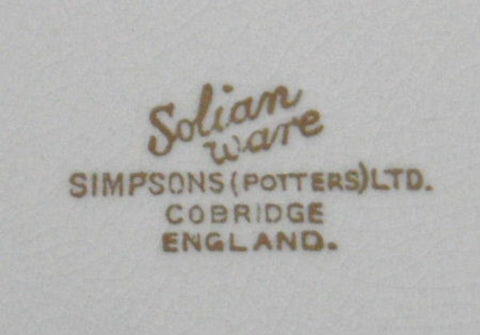 Solian
ware
SIMPSONS (POTTERS) LTD.
COBRIDGE
ENGLAND.